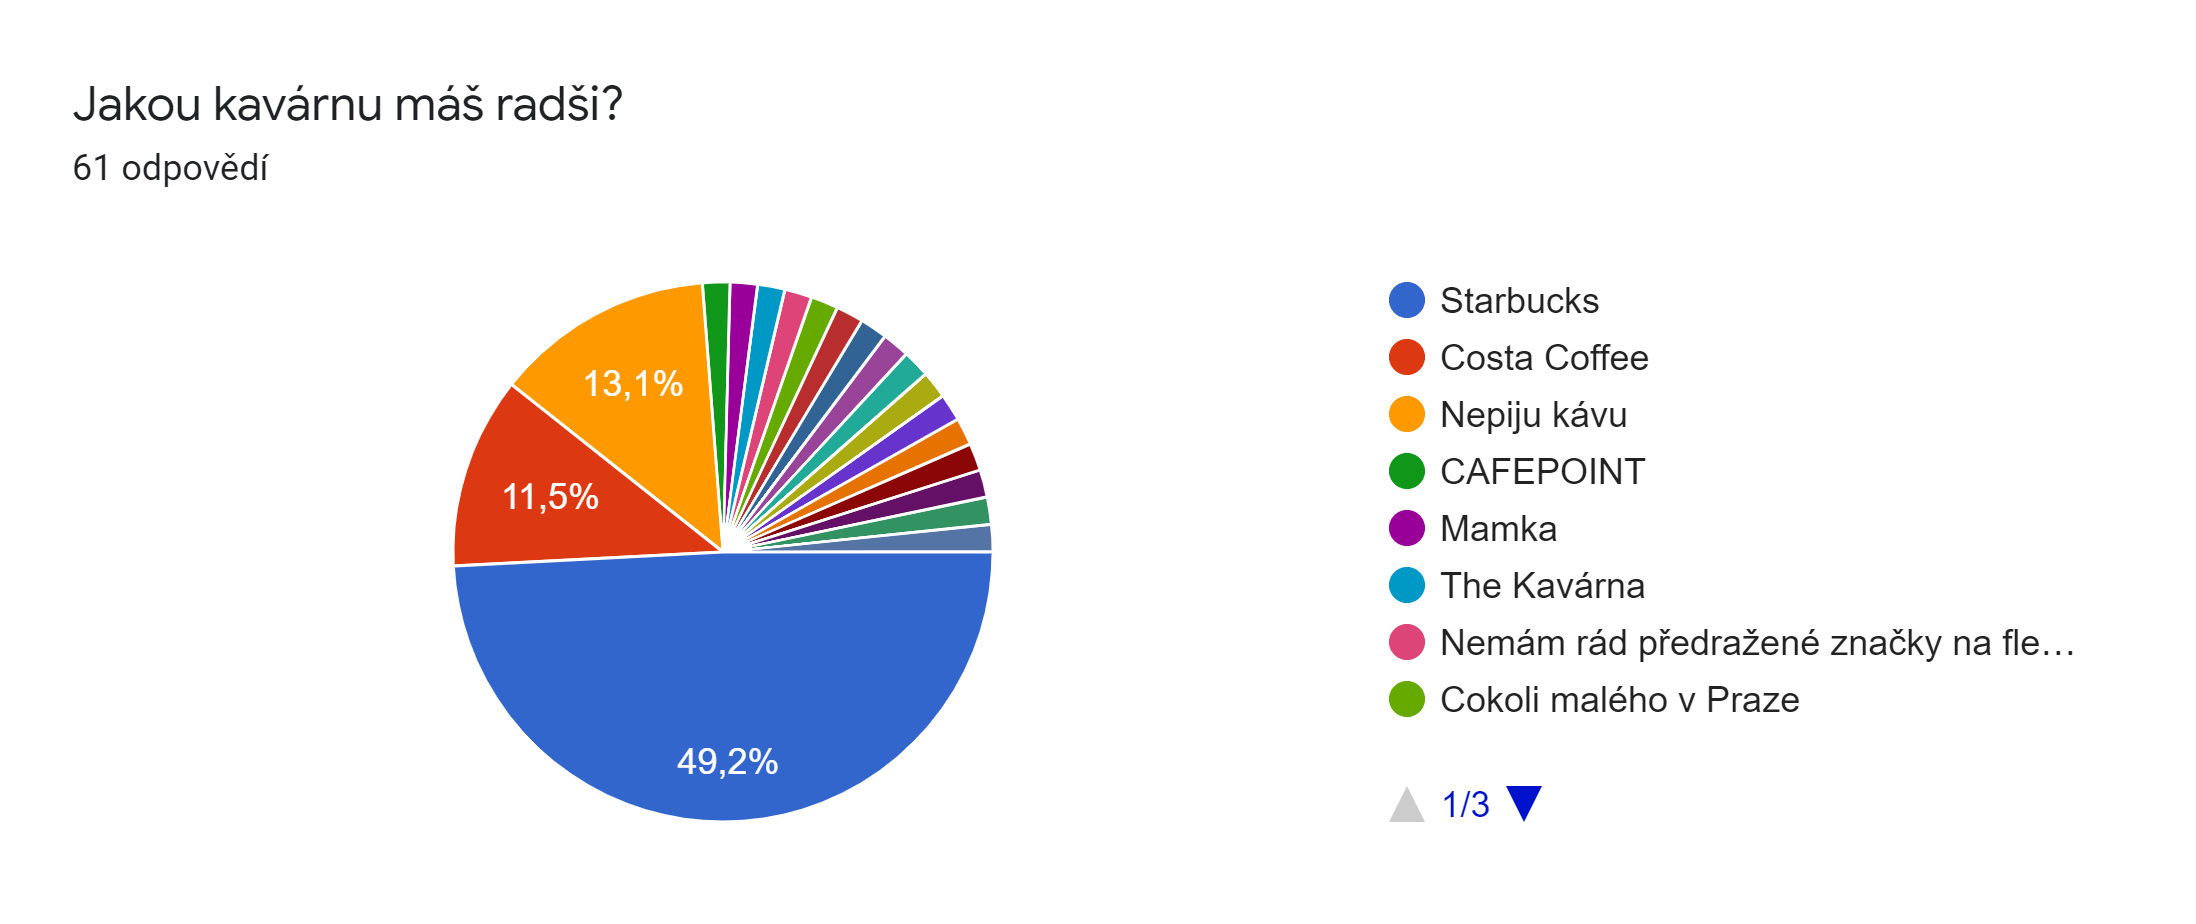 Jakou kavárnu máš radši?
61 odpovědí
13,1%
11,5%
49,2%
Starbucks
Costa Coffee
Nepiju kávu
CAFEPOINT
Mamka
The Kavárna
Nemám rád předražené značky na fle…
Cokoli malého v Praze
1/3